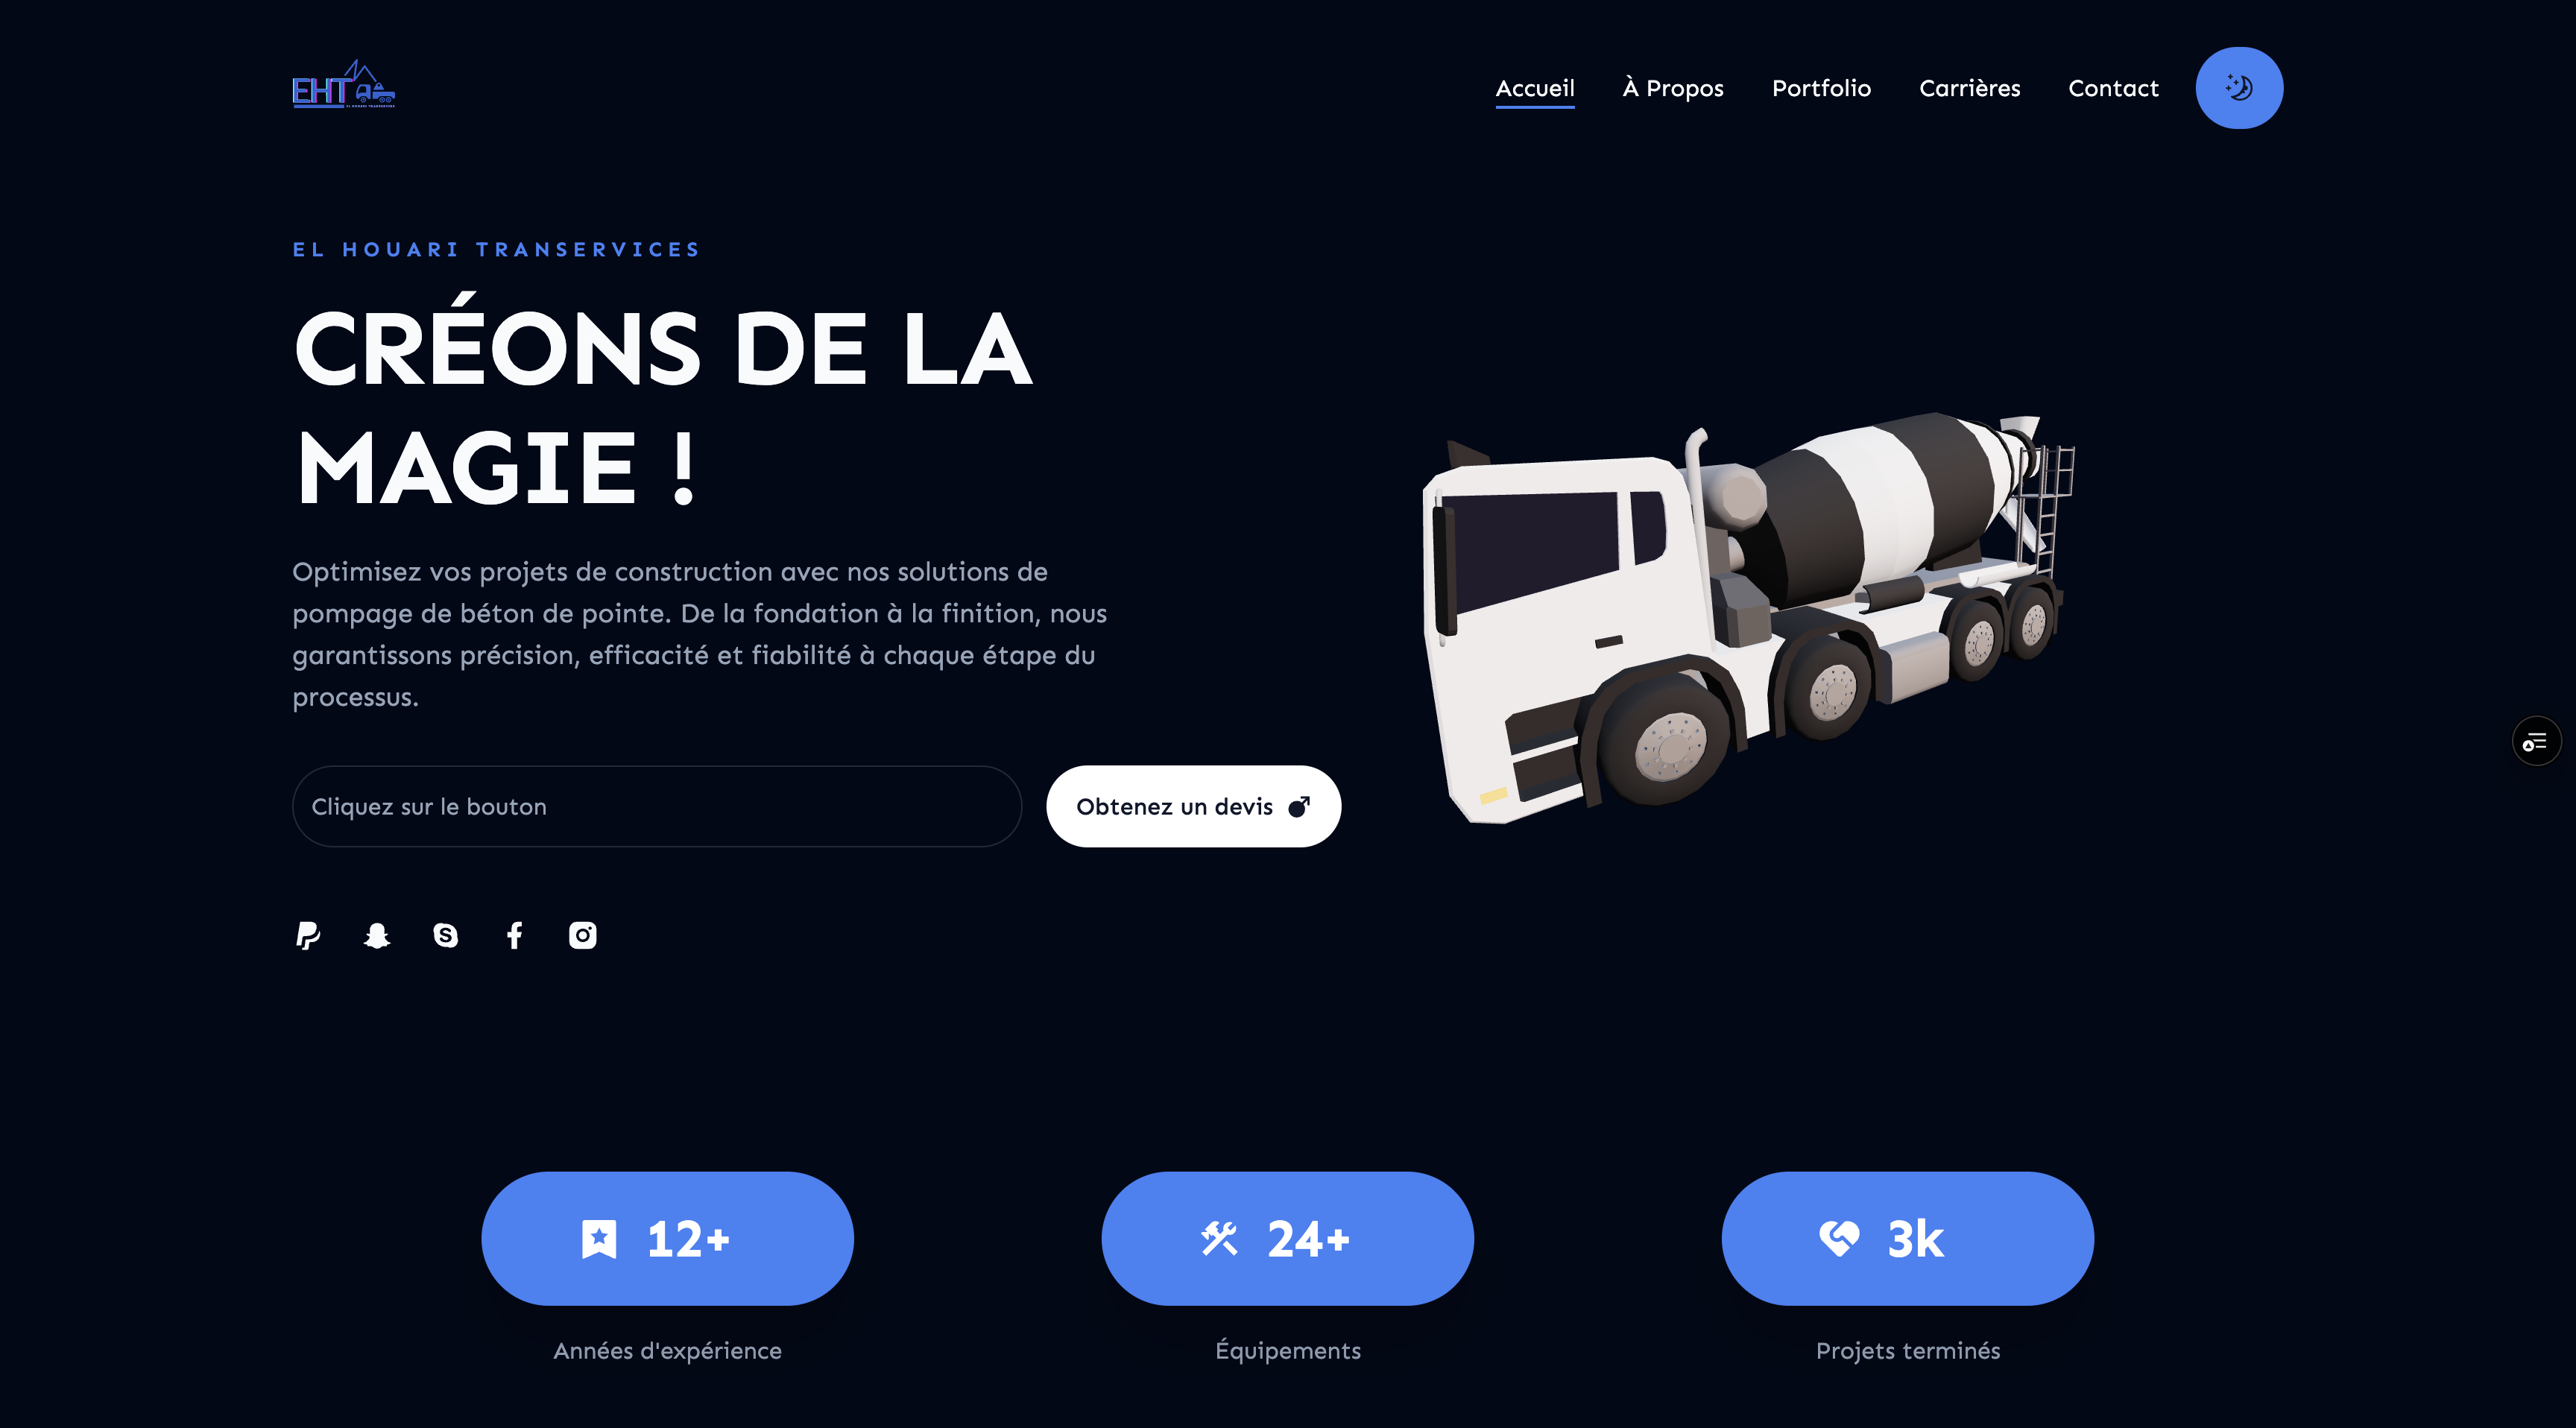 EHT
Accueil
À Propos
Portfolio
Carrières
Contact
EL HOUARI TRANSERVICES
CRÉONS DE LA
MAGIE !
Optimisez vos projets de construction avec nos solutions de
pompage de béton de pointe. De la fondation à la finition, nous
garantissons précision, efficacité et fiabilité à chaque étape du
processus.
Cliquez sur le bouton
Obtenez un devis
12+
24+
3k
Années d'expérience
Équipements
Projets terminés